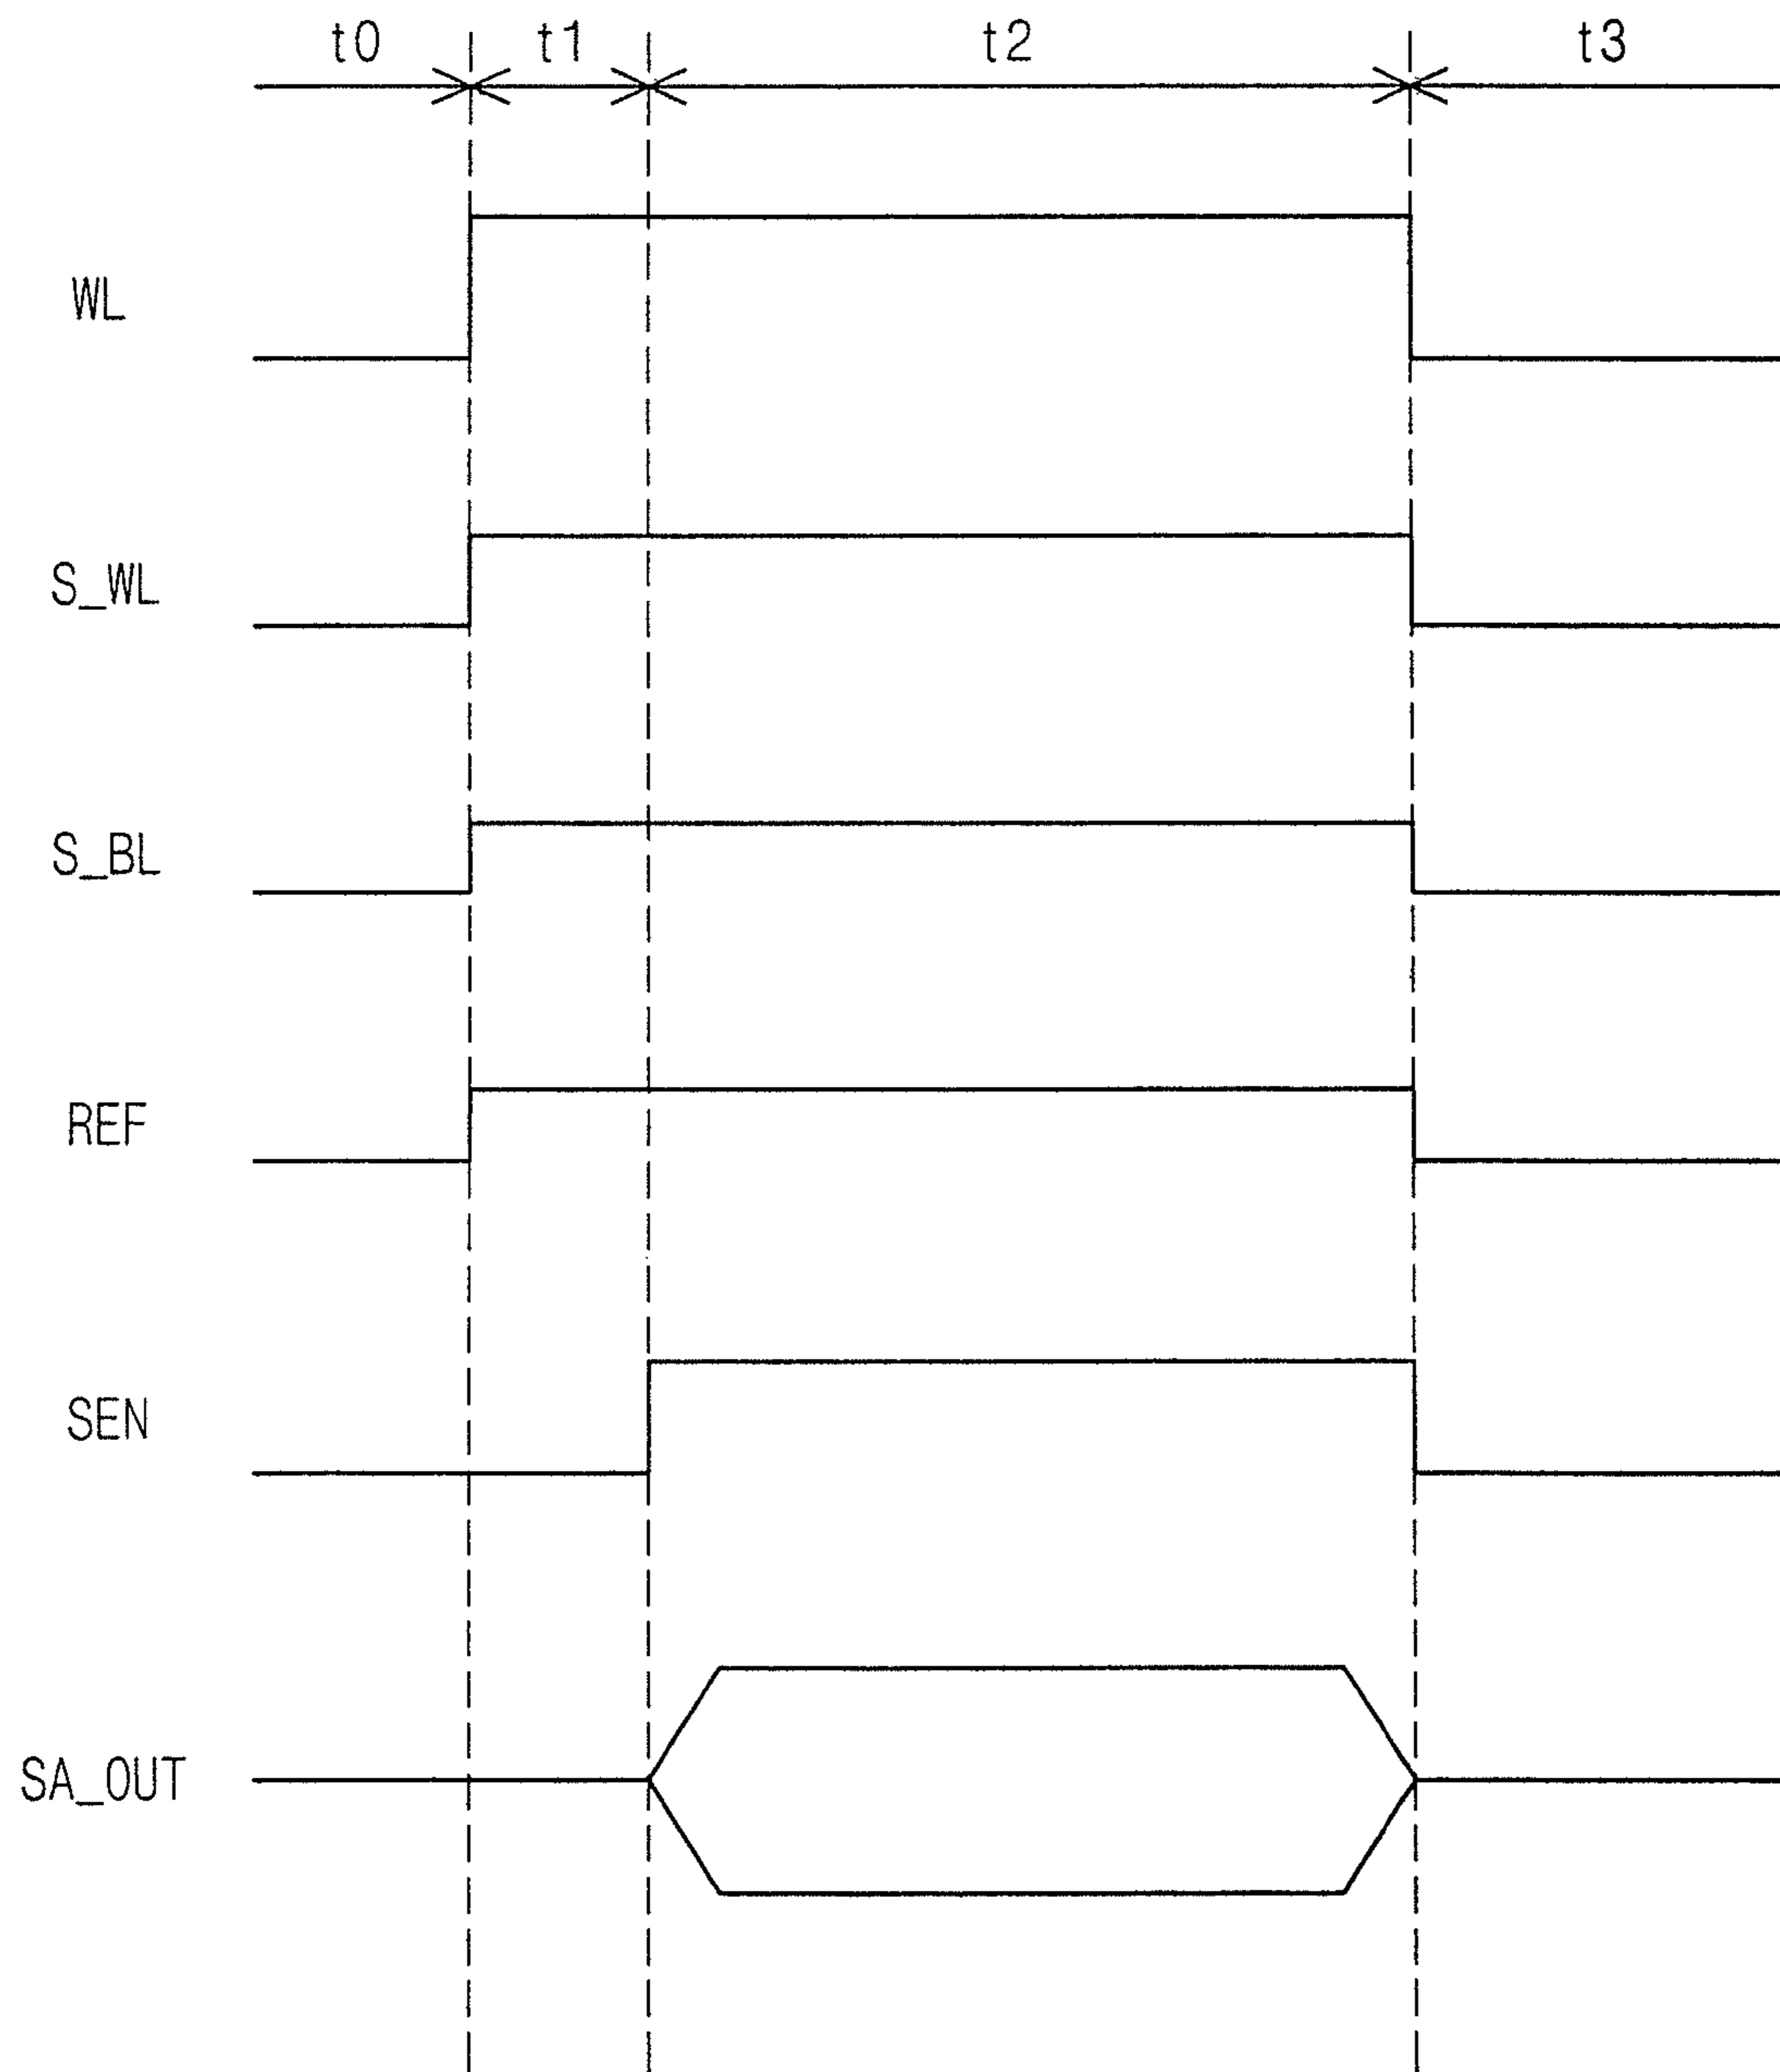 t0 t1 t2 t3
WL
S_WL
S_BL
REF
SEN
SA_OUT